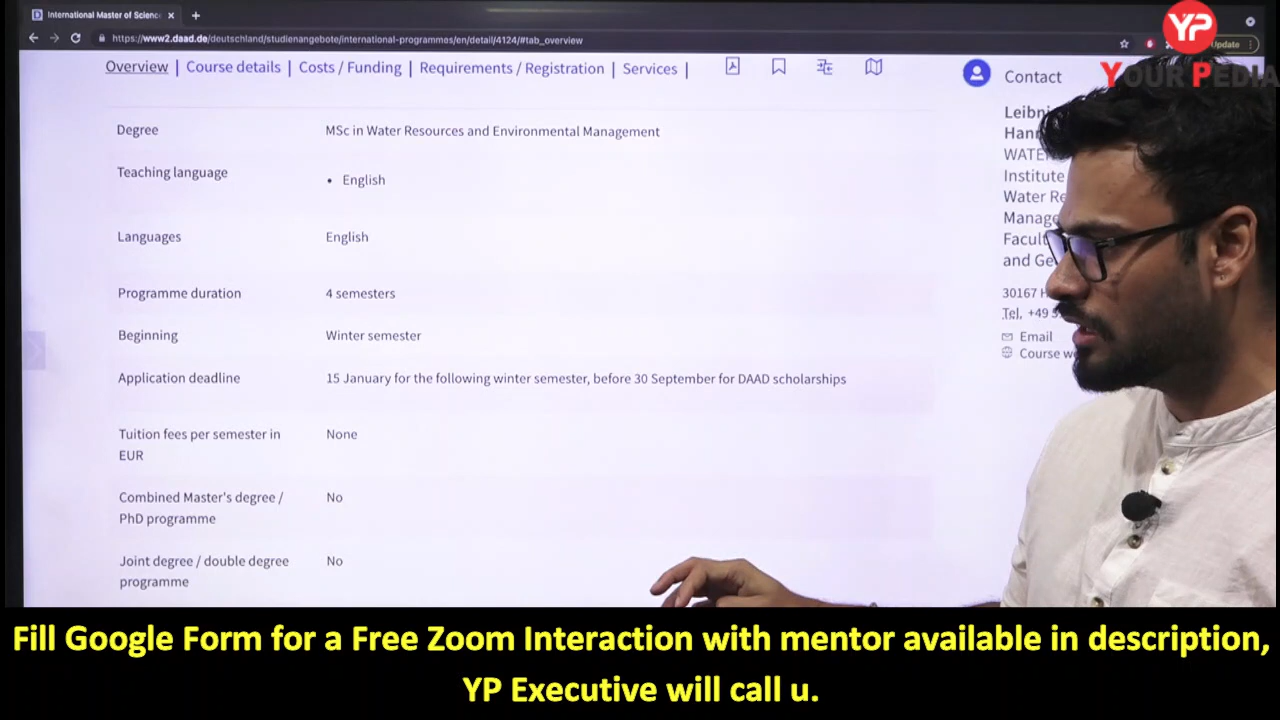 International Master of Scienc
https://www2.daad.de/deutschland/studienangebote/international-programmes/en/detail/4124/#tab_overview
Update
YP
YOUR PEDIA
Overview | Course details | Costs / Funding | Requirements / Registration | Services |
Contact
Degree
MSc in Water Resources and Environmental Management
Teaching language
• English
Languages
English
Programme duration
4 semesters
Beginning
Winter semester
Application deadline
15 January for the following winter semester, before 30 September for DAAD scholarships
Tuition fees per semester in
EUR
None
Combined Master's degree /
PhD programme
No
Joint degree / double degree
programme
No
Leibni
Hann
WATE
Institute
Water Re
Manage
Facult
and Ge
30167 H
Tel. +49 5
Email
Course we
Fill Google Form for a Free Zoom Interaction with mentor available in description,
YP Executive will call u.